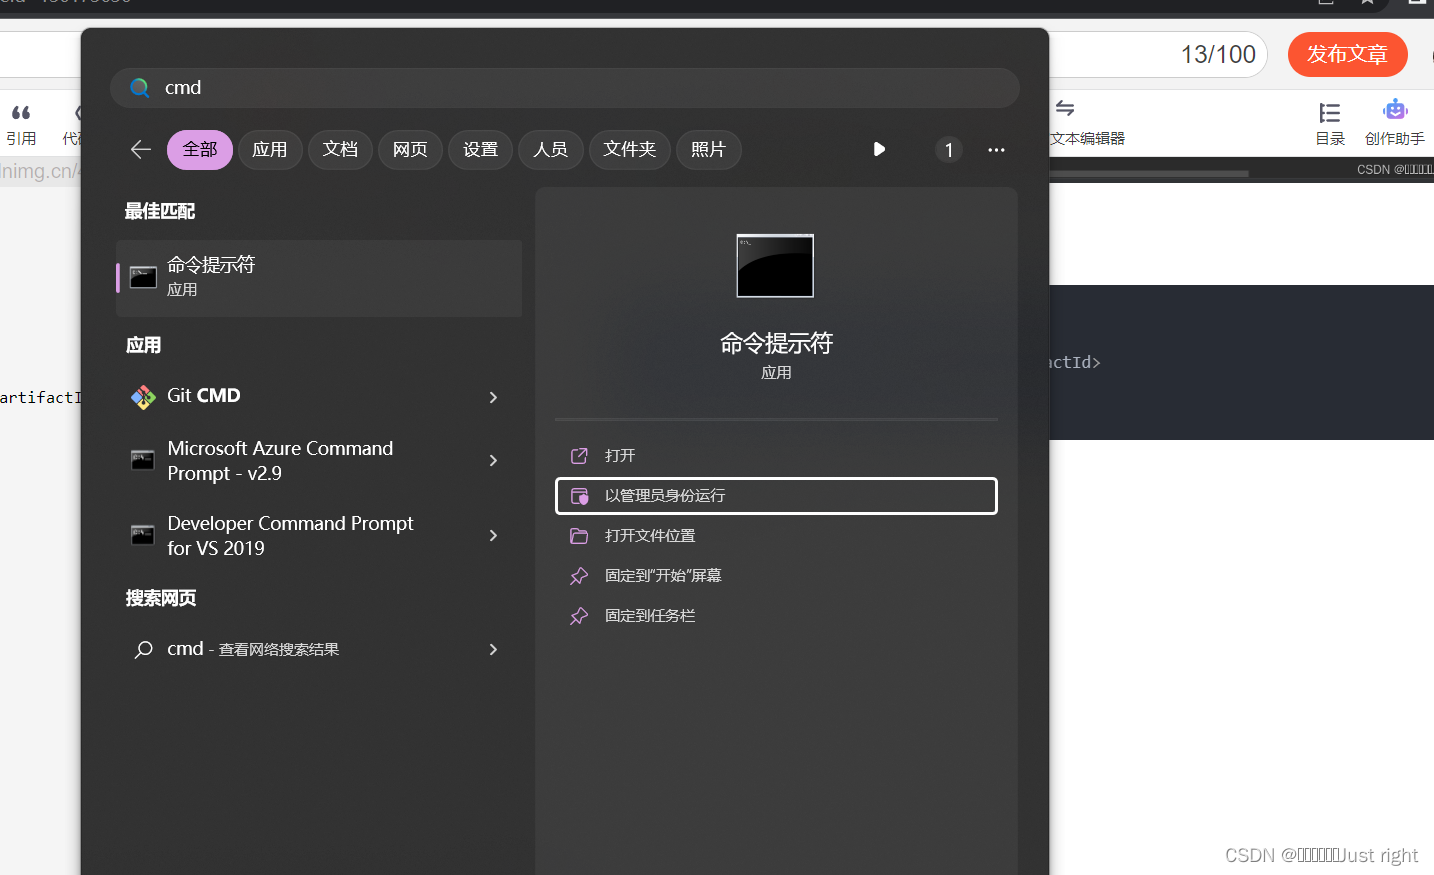 13/100
发布文章
引用
文本编辑器
目录
创作助手
nimg.cn/
CSDN @
cmd
全部
应用
文档
网页
设置
人员
文件夹
照片
1
最佳匹配
命令提示符
应用
应用
Git CMD
Microsoft Azure Command
Prompt - v2.9
Developer Command Prompt
for VS 2019
搜索网页
cmd - 查看网络搜索结果
命令提示符
应用
打开
以管理员身份运行
打开文件位置
固定到"开始"屏幕
固定到任务栏
artifactI
actId>
CSDN @Just right